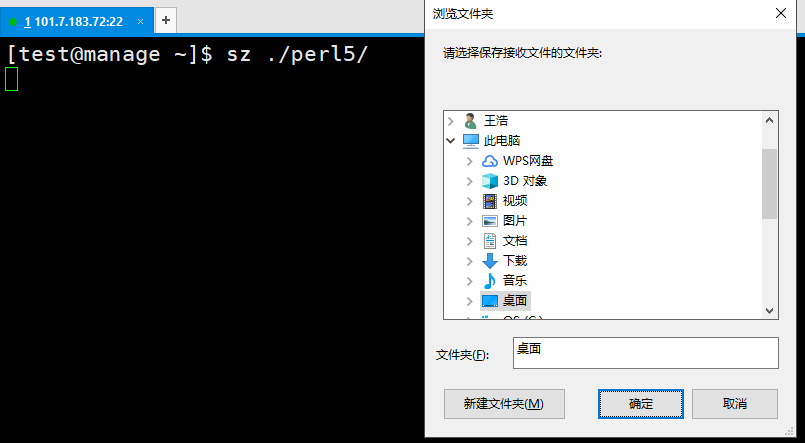 1 101.7.183.72:22
[test@manage ~]$ sz ./perl5/
浏览文件夹
请选择保存接收文件的文件夹:
王浩
此电脑
WPS网盘
3D 对象
视频
图片
文档
下载
音乐
桌面
OS (C:)
文件夹(F):
桌面
新建文件夹(M)
确定
取消